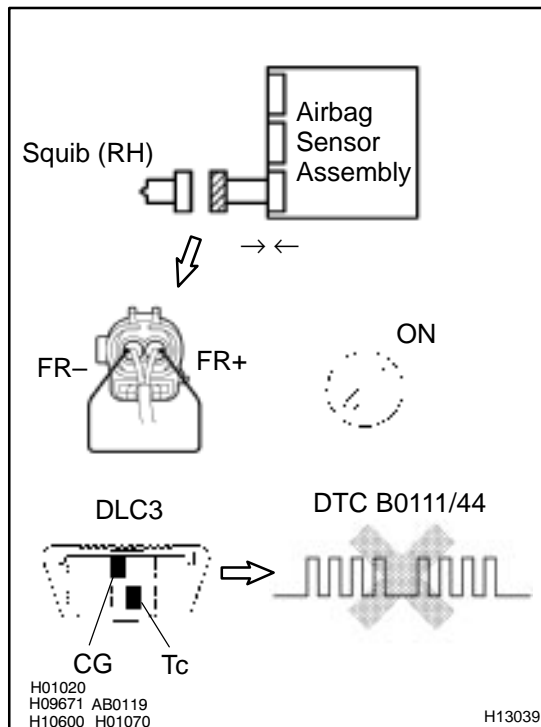 Airbag
Sensor
Assembly
Squib (RH)
→ ←
ON
FR–
FR+
DLC3
DTC B0111/44
CG
Tc
H01020
H09671 AB0119
H10600 H01070
H13039